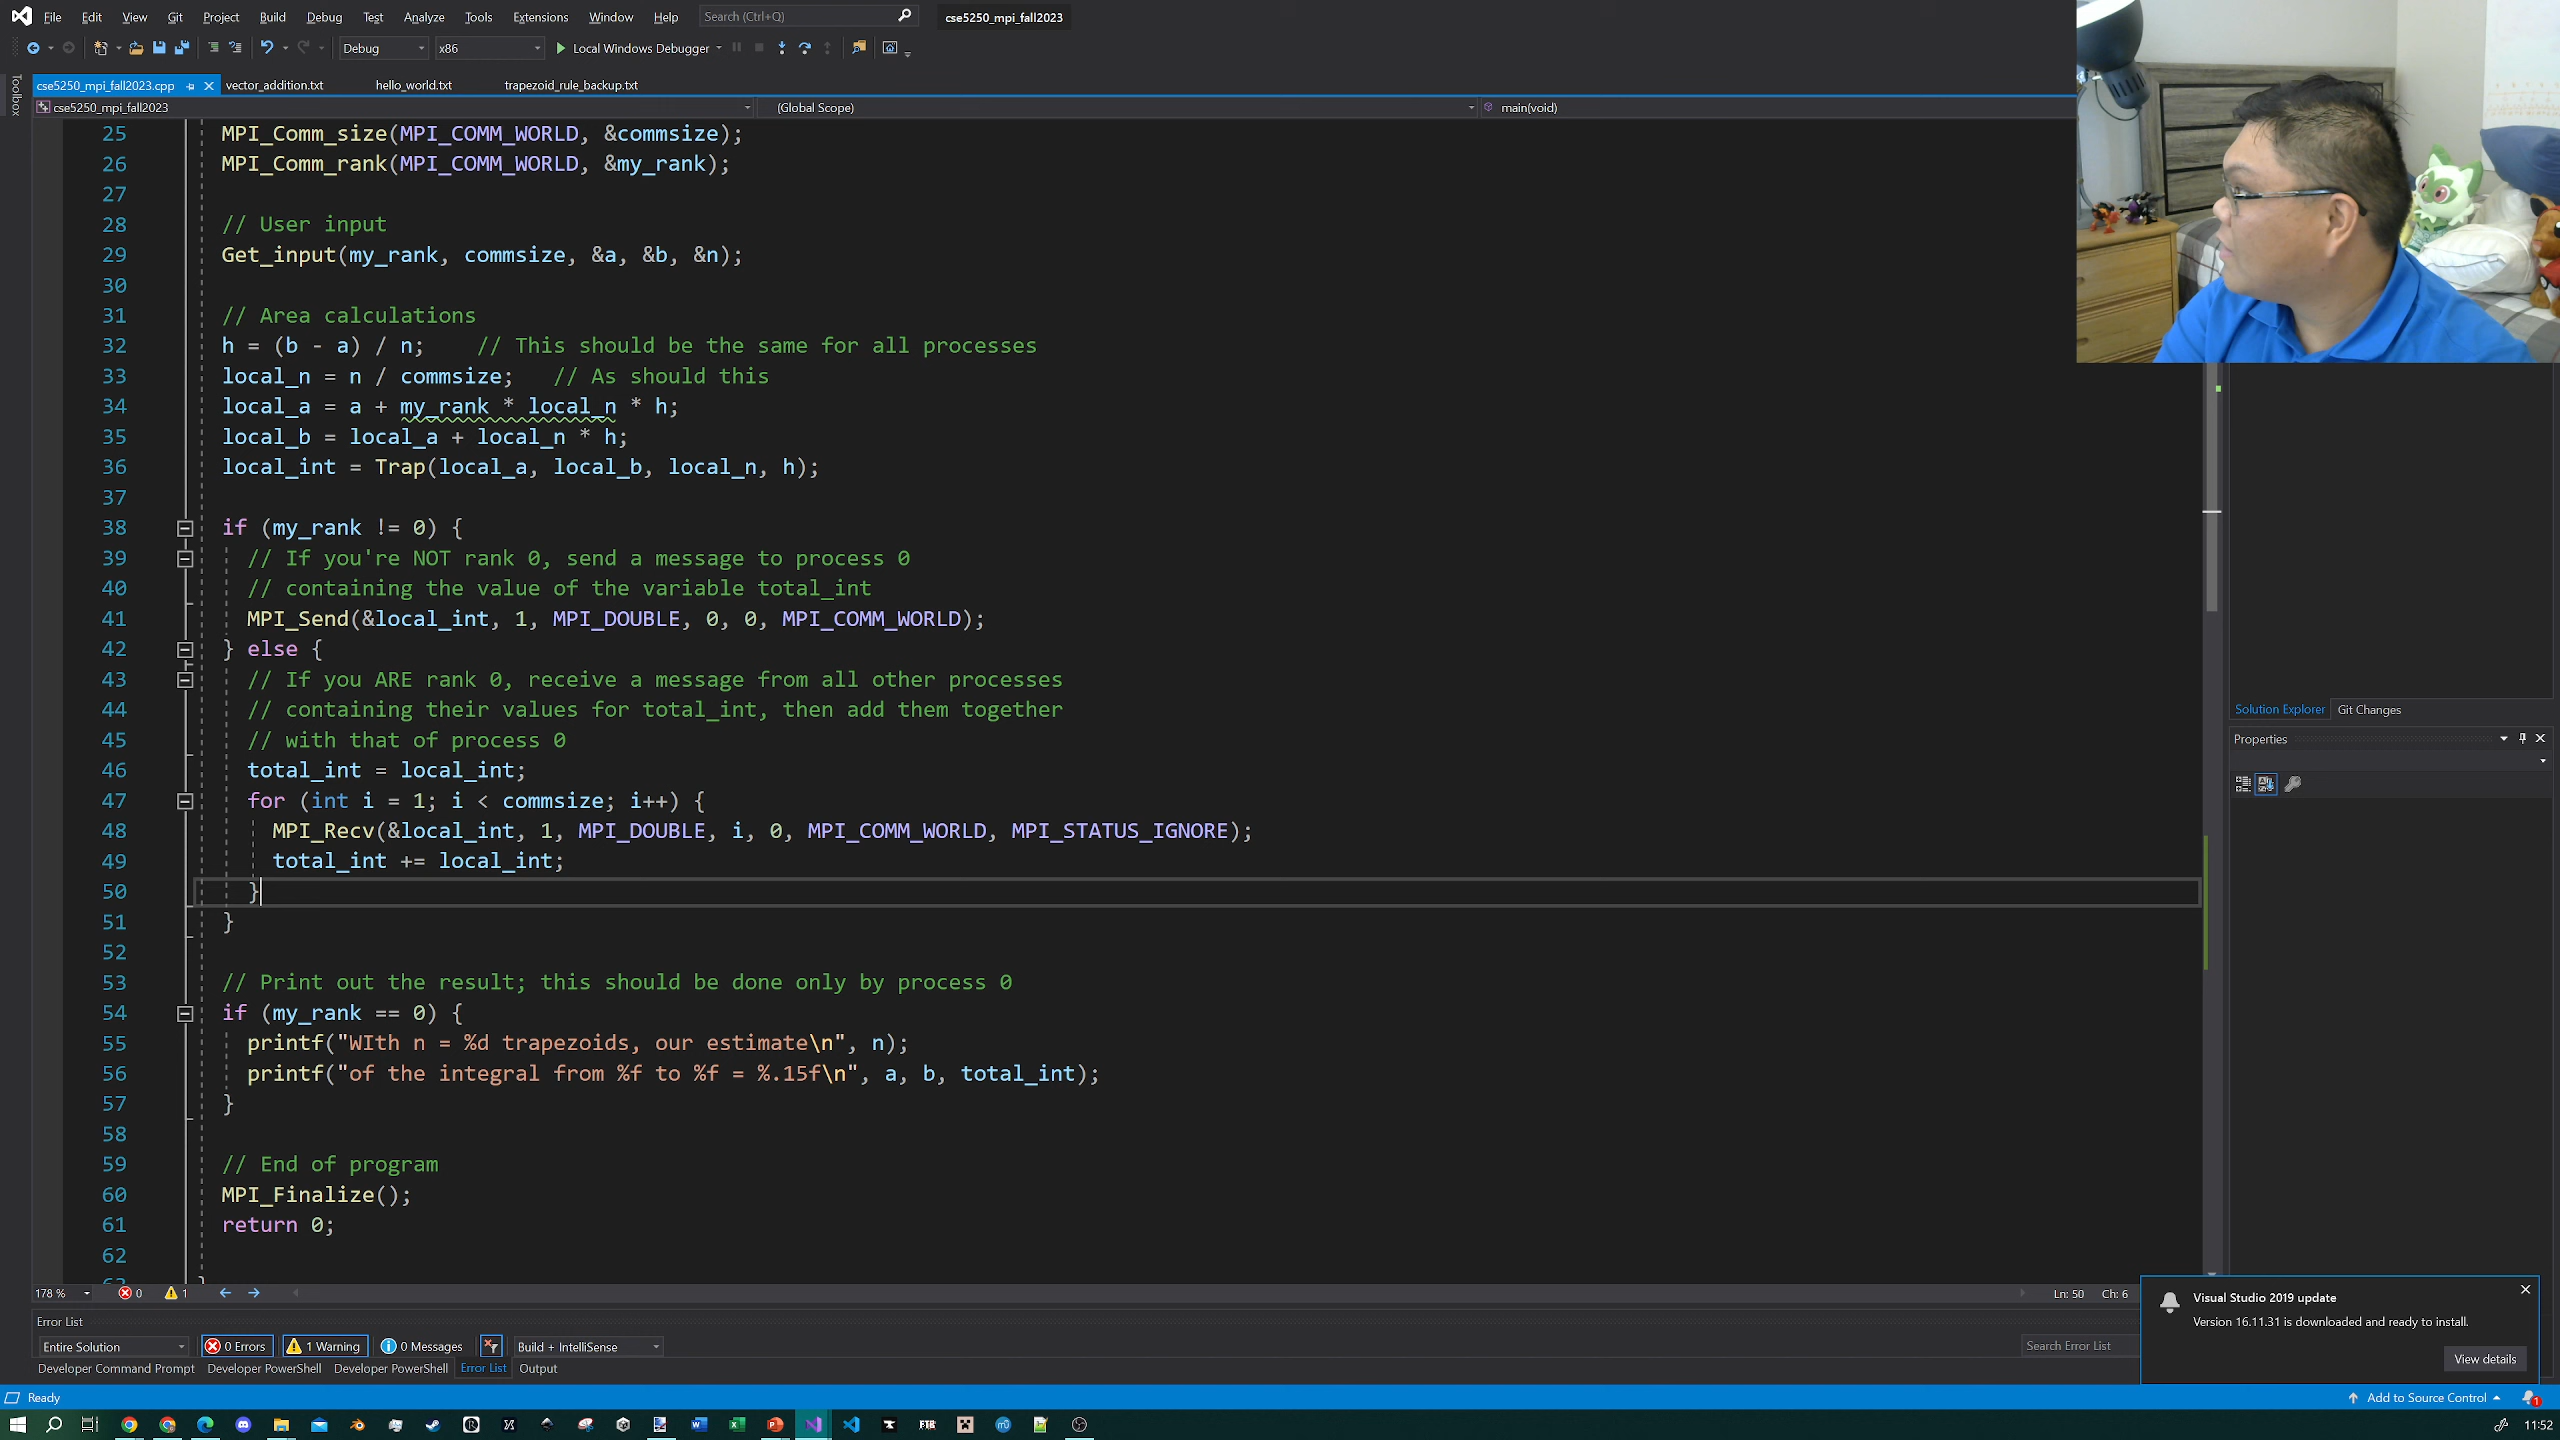 File Edit View Git Project Build Debug Test Analyze Tools Extensions Window Help Search (Ctrl+Q) cse5250_mpi_fall2023
Debug x86 Local Windows Debugger
Toolbox
cse5250_mpi_fall2023.cpp vector_addition.txt hello_world.txt trapezoid_rule_backup.txt
cse5250_mpi_fall2023 (Global Scope) main(void)
25 MPI_Comm_size(MPI_COMM_WORLD, &commsize);
26 MPI_Comm_rank(MPI_COMM_WORLD, &my_rank);
27
28 // User input
29 Get_input(my_rank, commsize, &a, &b, &n);
30
31 // Area calculations
32 h = (b - a) / n; // This should be the same for all processes
33 local_n = n / commsize; // As should this
34 local_a = a + my_rank * local_n * h;
35 local_b = local_a + local_n * h;
36 local_int = Trap(local_a, local_b, local_n, h);
37
38 if (my_rank != 0) {
39 // If you're NOT rank 0, send a message to process 0
40 // containing the value of the variable total_int
41 MPI_Send(&local_int, 1, MPI_DOUBLE, 0, 0, MPI_COMM_WORLD);
42 } else {
43 // If you ARE rank 0, receive a message from all other processes
44 // containing their values for total_int, then add them together
45 // with that of process 0
46 total_int = local_int;
47 for (int i = 1; i < commsize; i++) {
48 MPI_Recv(&local_int, 1, MPI_DOUBLE, i, 0, MPI_COMM_WORLD, MPI_STATUS_IGNORE);
49 total_int += local_int;
50 }
51 }
52
53 // Print out the result; this should be done only by process 0
54 if (my_rank == 0) {
55 printf("WIth n = %d trapezoids, our estimate\n", n);
56 printf("of the integral from %f to %f = %.15f\n", a, b, total_int);
57 }
58
59 // End of program
60 MPI_Finalize();
61 return 0;
62
63 }
Solution Explorer Git Changes
Properties
178 % 0 1 Ln: 50 Ch: 6
Error List
Entire Solution 0 Errors 1 Warning 0 Messages Build + IntelliSense Search Error List
Developer Command Prompt Developer PowerShell Developer PowerShell Error List Output
Visual Studio 2019 update
Version 16.11.31 is downloaded and ready to install.
View details
Ready Add to Source Control 1
FTB 11:52